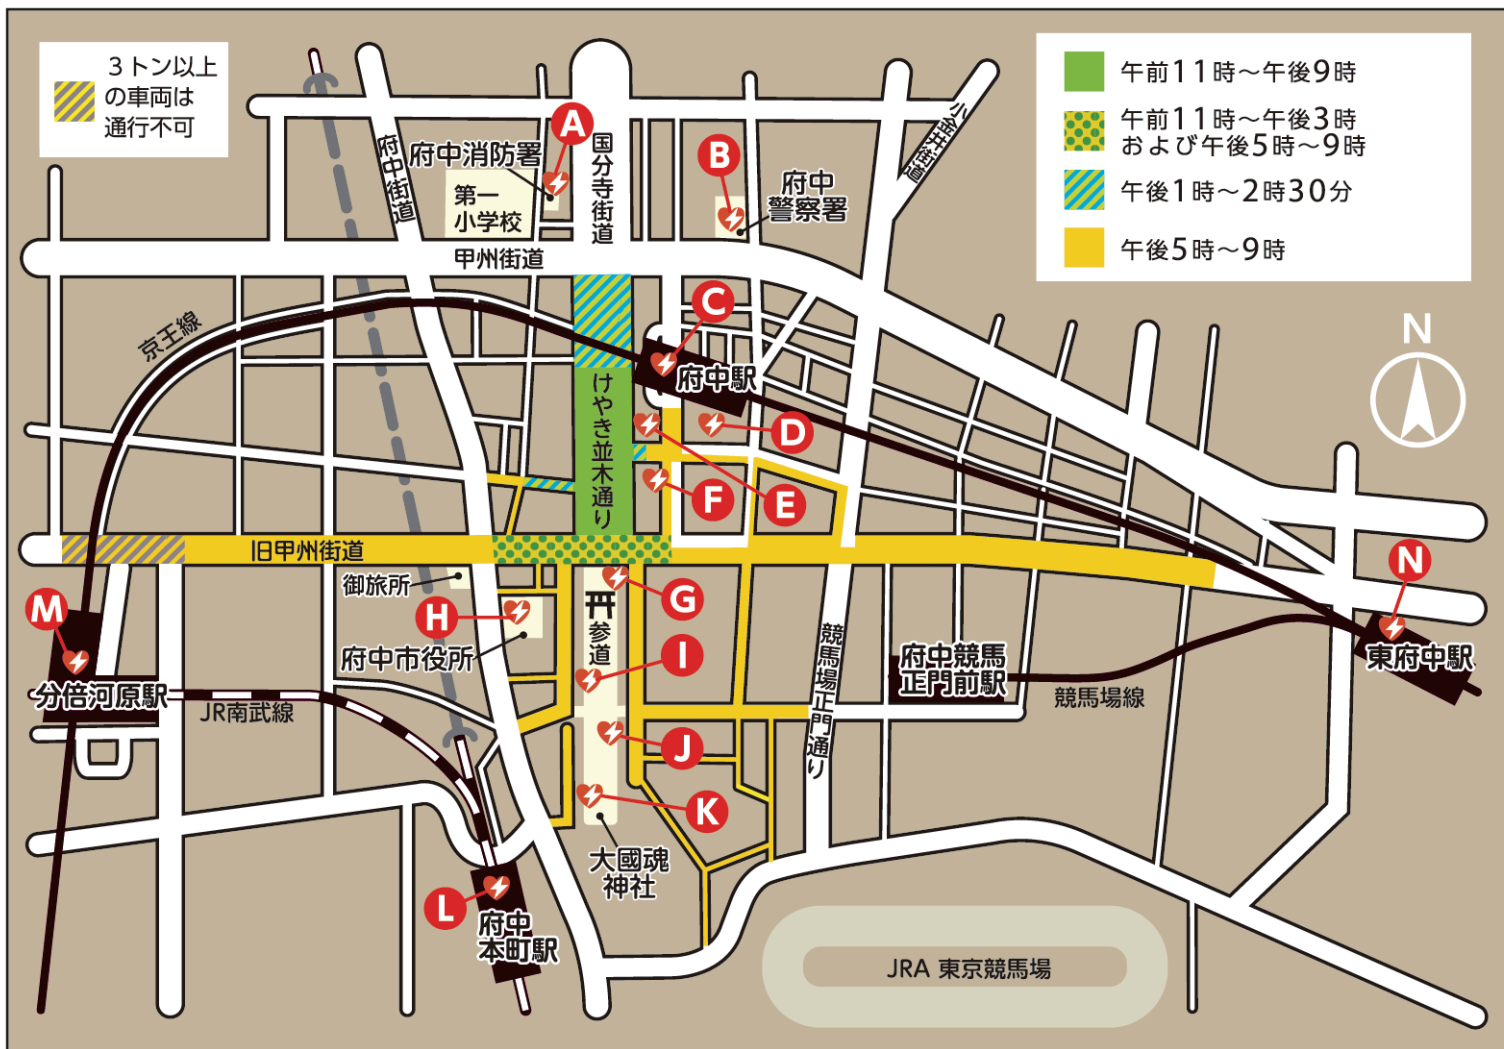 3トン以上
の車両は
通行不可
午前11時〜午後9時
午前11時〜午後3時
および午後5時〜9時
午後1時〜2時30分
午後5時〜9時
N
A
B
府中消防署
第一
小学校
府中街道
国分寺街道
府中
警察署
小金井街道
甲州街道
京王線
C
府中駅
けやき並木通り
D
E
F
旧甲州街道
御旅所
G
H
府中市役所
参道
I
M
分倍河原駅
JR南武線
J
K
競馬場正門通り
府中競馬
正門前駅
競馬場線
N
東府中駅
大國魂
神社
L
府中
本町駅
JRA 東京競馬場